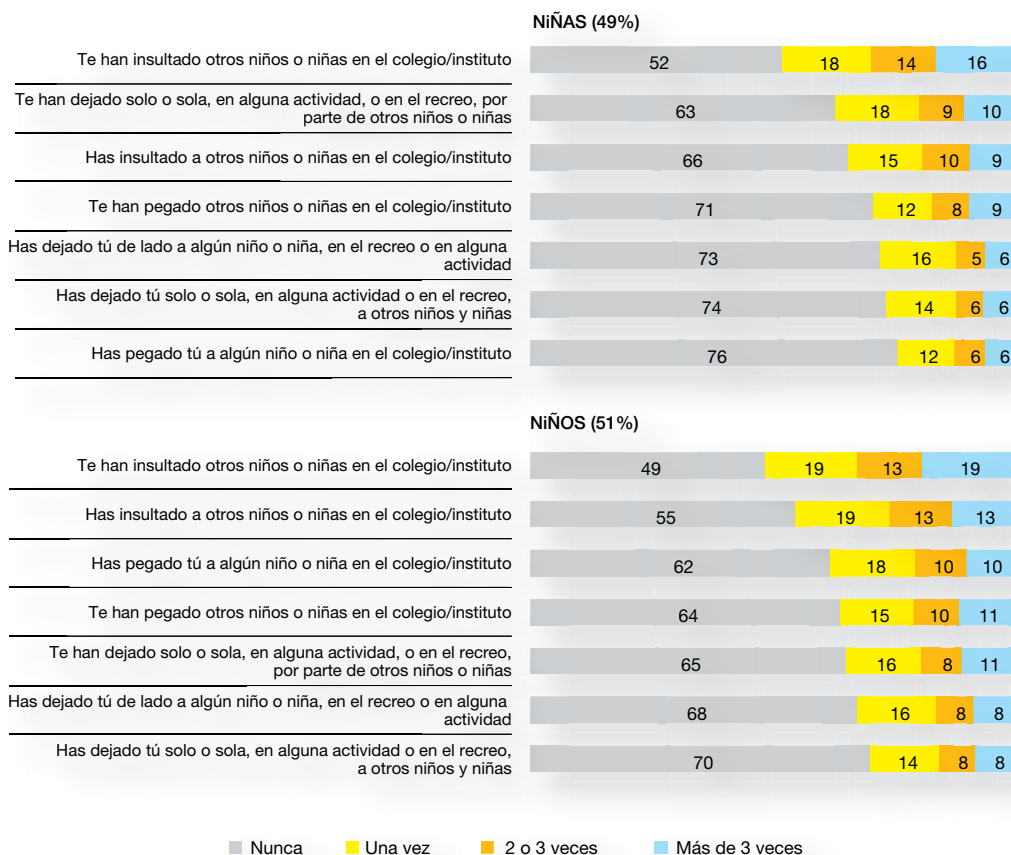 NiÑAS (49%)
Te han insultado otros niños o niñas en el colegio/instituto
52 18 14 16
Te han dejado solo o sola, en alguna actividad, o en el recreo, por
parte de otros niños o niñas
63 18 9 10
Has insultado a otros niños o niñas en el colegio/instituto
66 15 10 9
Te han pegado otros niños o niñas en el colegio/instituto
71 12 8 9
Has dejado tú de lado a algún niño o niña, en el recreo o en alguna
actividad
73 16 5 6
Has dejado tú solo o sola, en alguna actividad o en el recreo,
a otros niños y niñas
74 14 6 6
Has pegado tú a algún niño o niña en el colegio/instituto
76 12 6 6
NiÑOS (51%)
Te han insultado otros niños o niñas en el colegio/instituto
49 19 13 19
Has insultado a otros niños o niñas en el colegio/instituto
55 19 13 13
Has pegado tú a algún niño o niña en el colegio/instituto
62 18 10 10
Te han pegado otros niños o niñas en el colegio/instituto
64 15 10 11
Te han dejado solo o sola, en alguna actividad, o en el recreo,
por parte de otros niños o niñas
65 16 8 11
Has dejado tú de lado a algún niño o niña, en el recreo o en alguna
actividad
68 16 8 8
Has dejado tú solo o sola, en alguna actividad o en el recreo,
a otros niños y niñas
70 14 8 8
Nunca Una vez 2 o 3 veces Más de 3 veces